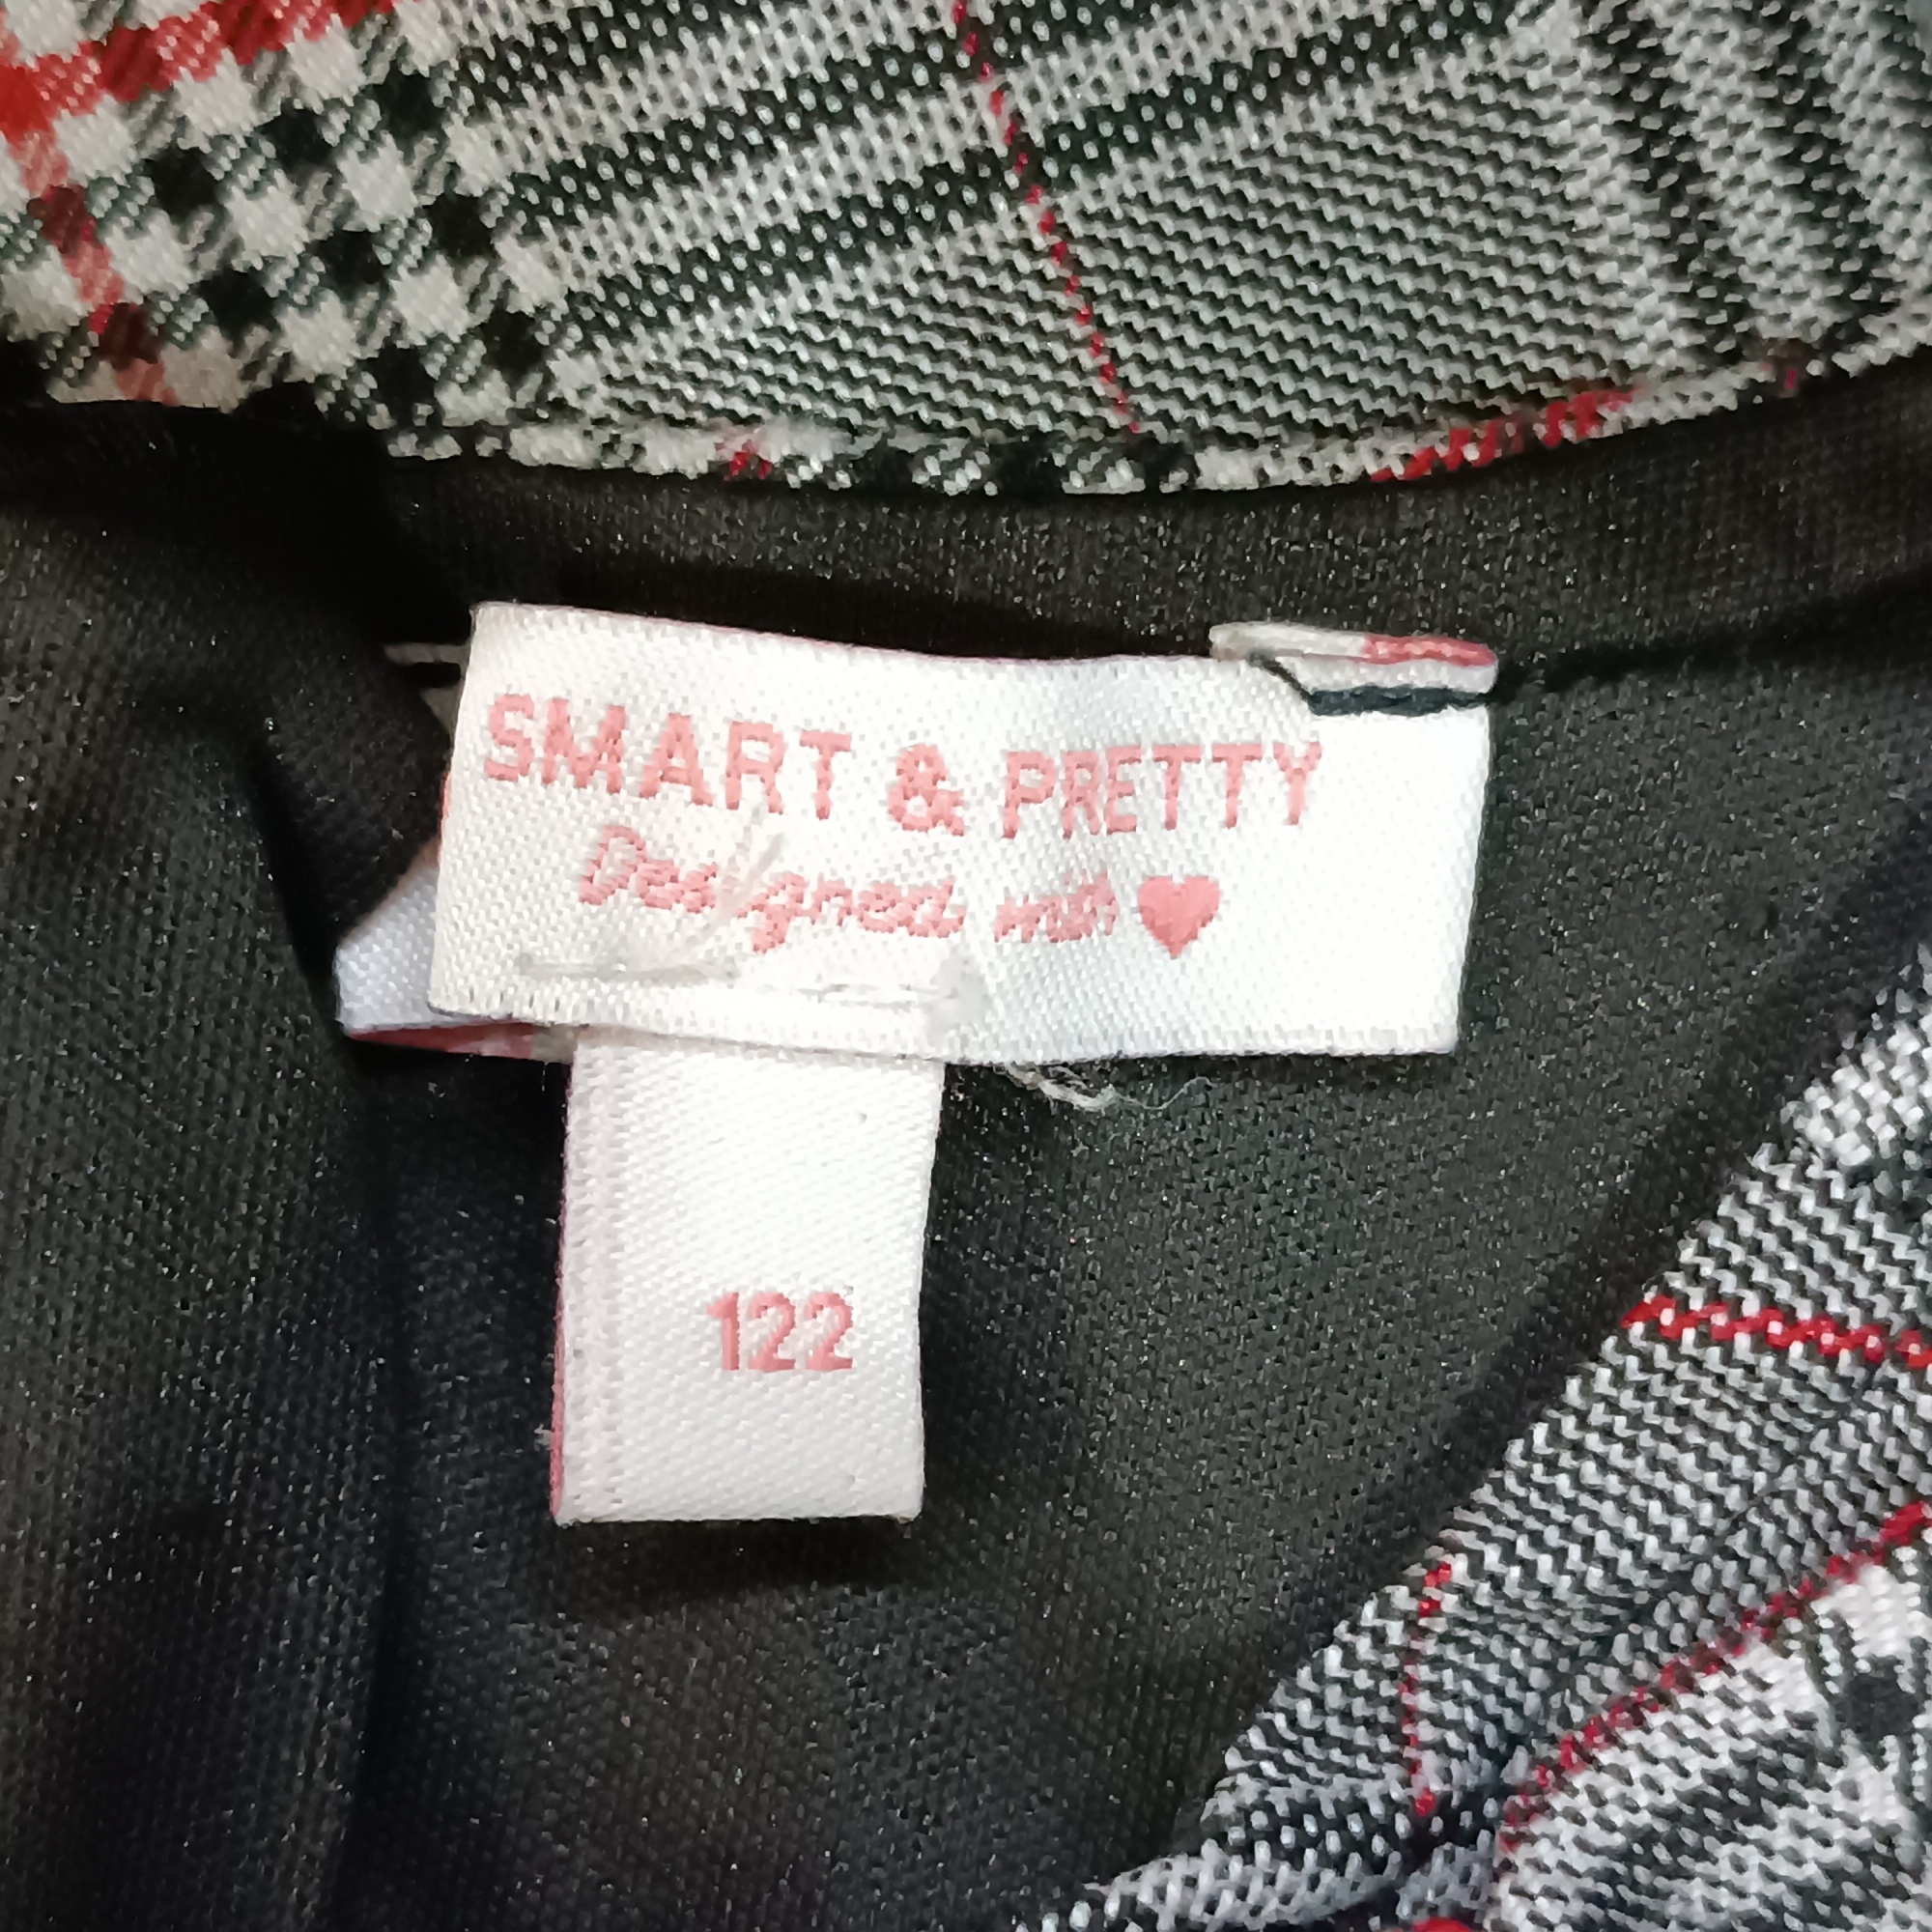 SMART & PRETTY
Designed with ♥
122